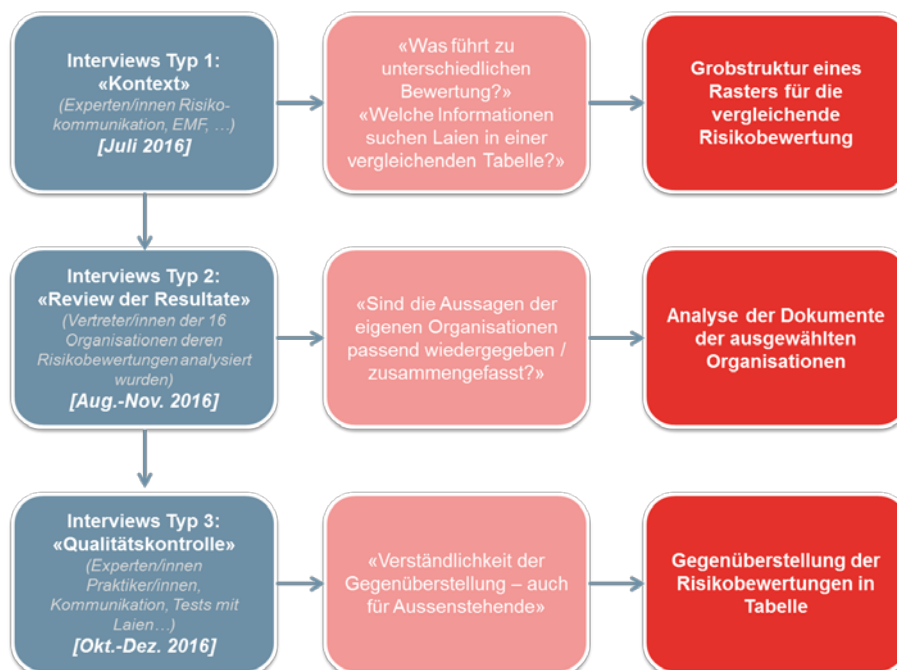 Interviews Typ 1:
«Kontext»
(Experten/innen Risiko-
kommunikation, EMF, …)
[Juli 2016]
«Was führt zu
unterschiedlichen
Bewertung?»
«Welche Informationen
suchen Laien in einer
vergleichenden Tabelle?»
Grobstruktur eines
Rasters für die
vergleichende
Risikobewertung
Interviews Typ 2:
«Review der Resultate»
(Vertreter/innen der 16
Organisationen deren
Risikobewertungen analysiert
wurden)
[Aug.-Nov. 2016]
«Sind die Aussagen der
eigenen Organisationen
passend wiedergegeben /
zusammengefasst?»
Analyse der Dokumente
der ausgewählten
Organisationen
Interviews Typ 3:
«Qualitätskontrolle»
(Experten/innen
Praktiker/innen,
Kommunikation, Tests mit
Laien…)
[Okt.-Dez. 2016]
«Verständlichkeit der
Gegenüberstellung – auch
für Aussenstehende»
Gegenüberstellung der
Risikobewertungen in
Tabelle